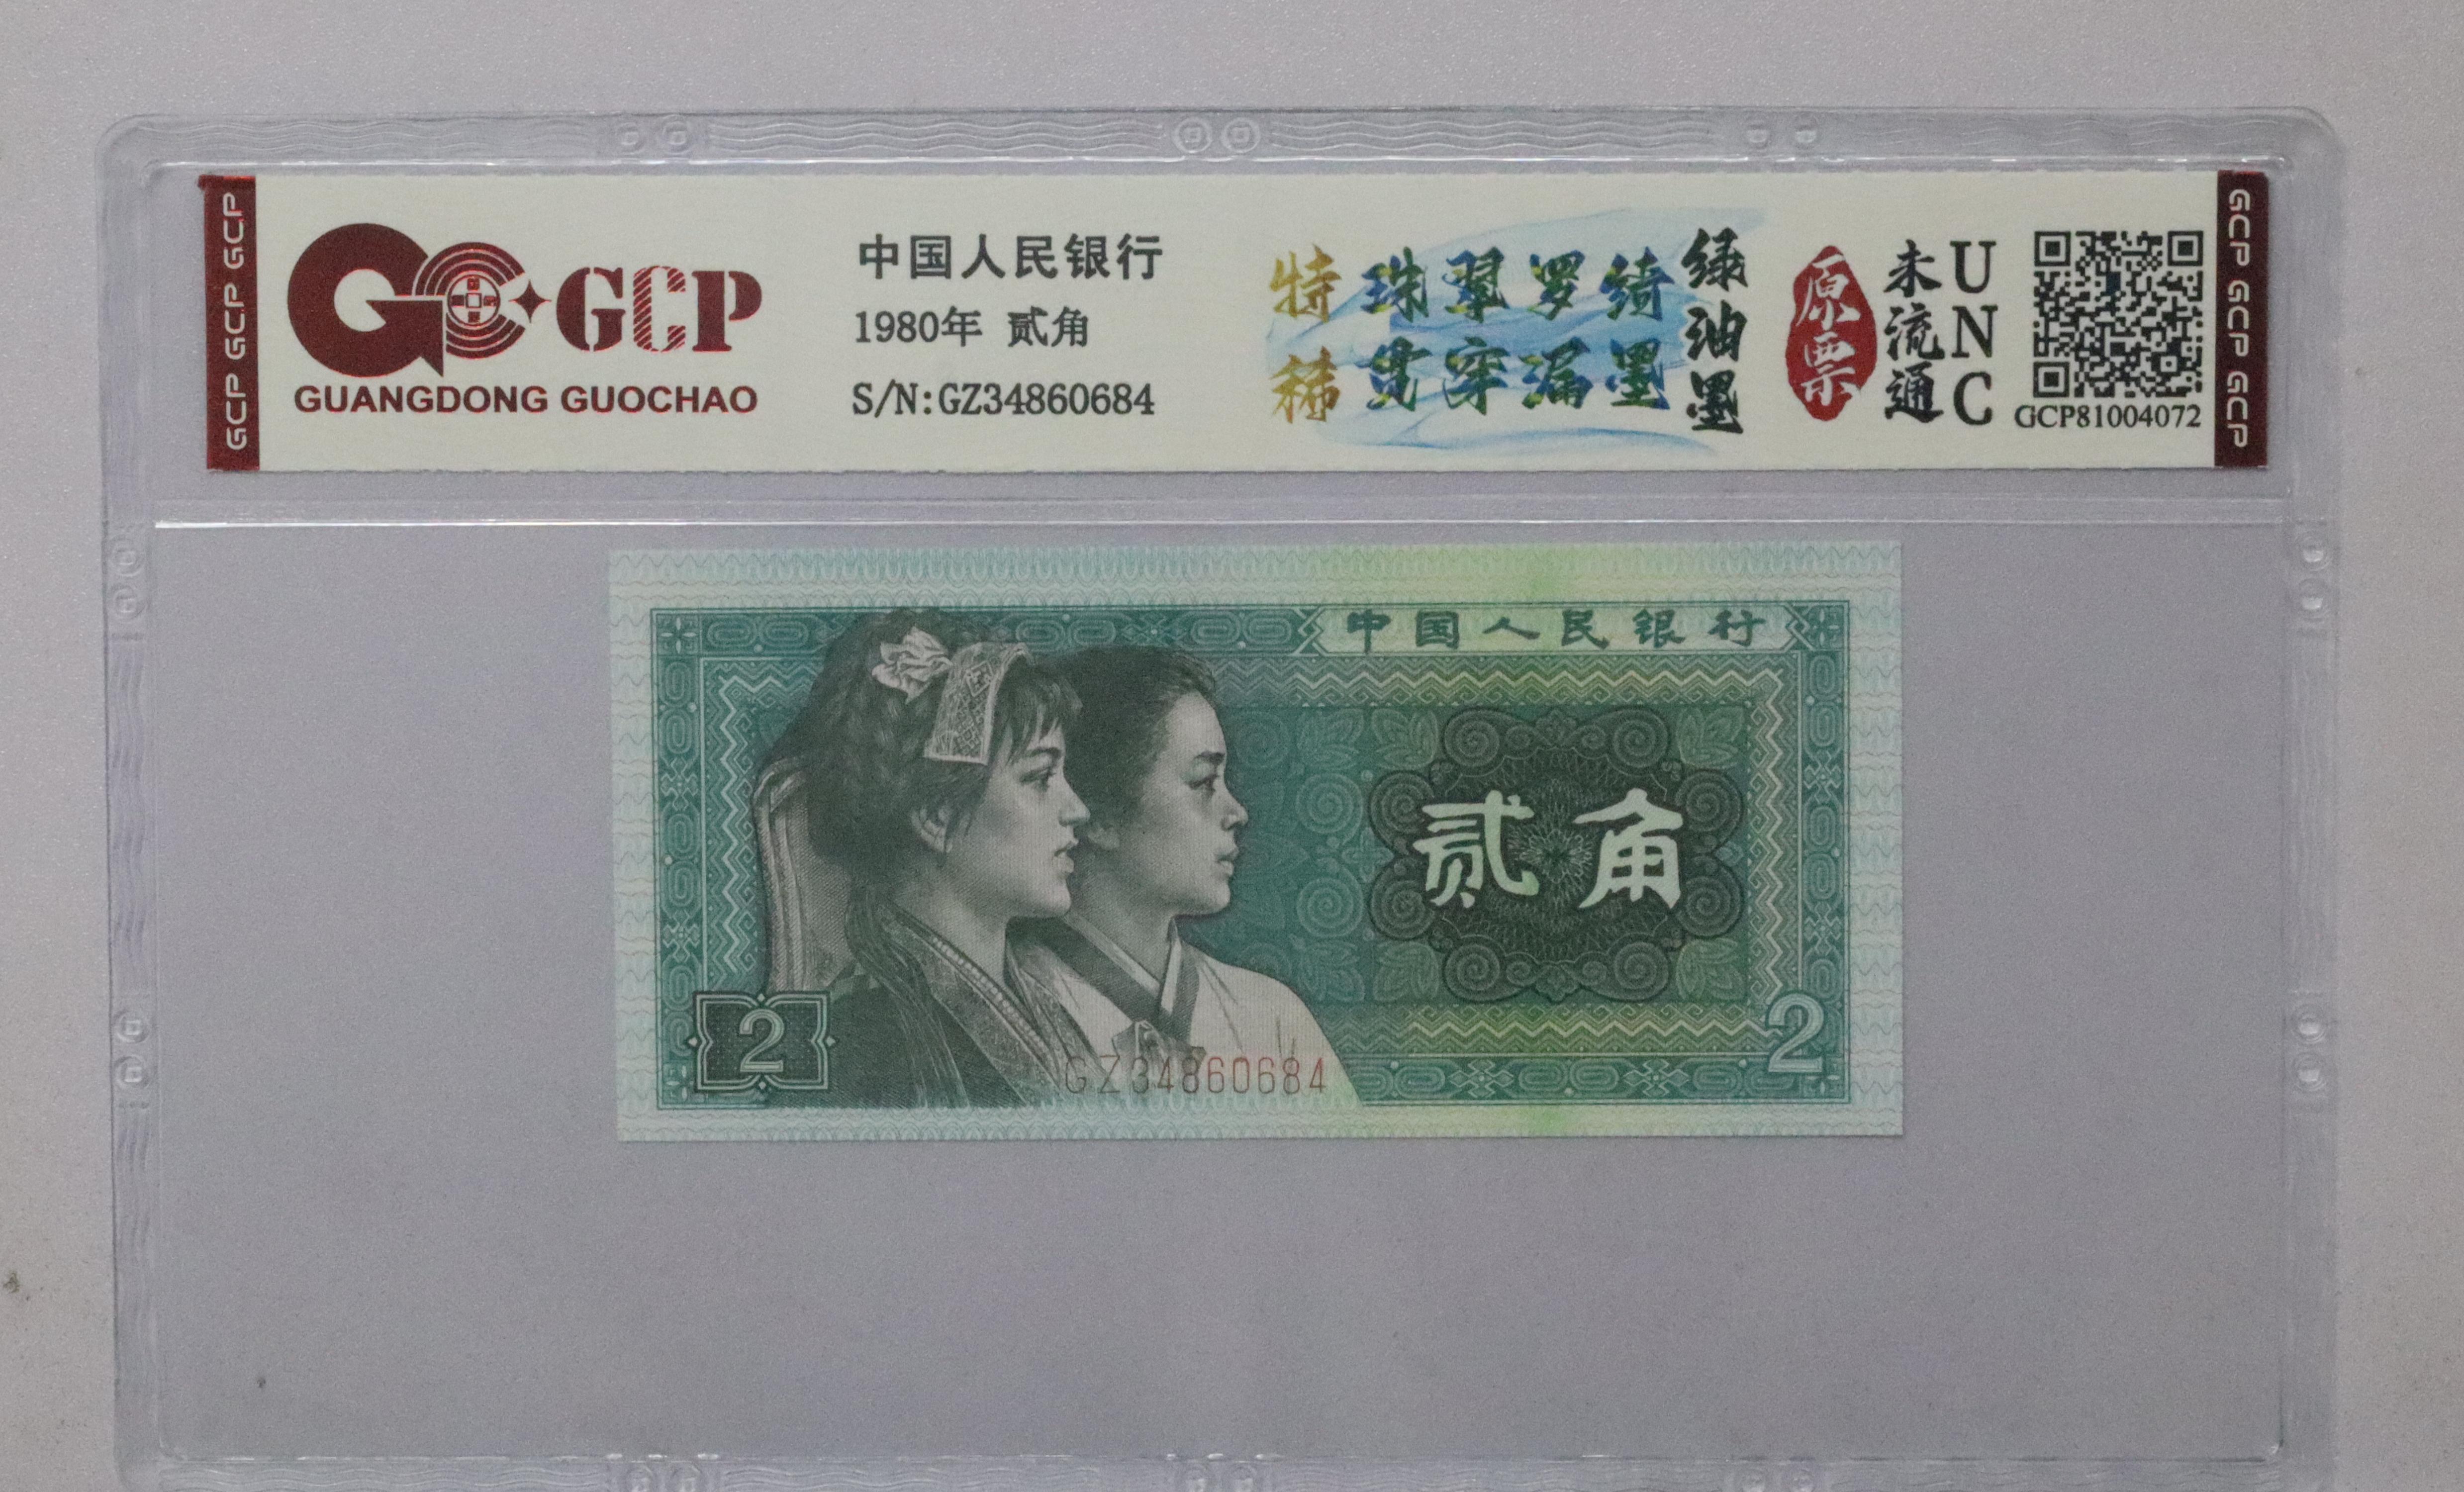 GCP GCP GCP
GCP
GUANGDONG GUOCHAO
中国人民银行
1980年 贰角
S/N:GZ34860684
特稀
珠翠罗绮
贯穿漏墨
绿油墨
原票
未流通
UNC
GCP81004072
GCP GCP GCP
中国人民银行
贰角
2
GZ34860684
2